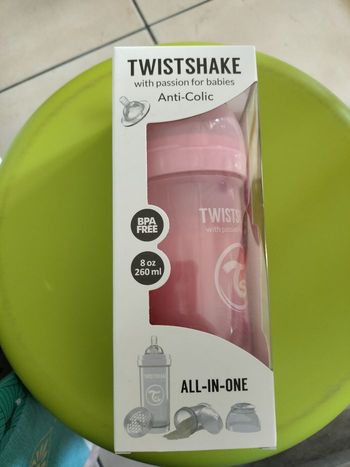 TWISTSHAKE
with passion for babies
Anti-Colic
TWISTS
with passion
BPA
FREE
8 oz
260 ml
ALL-IN-ONE